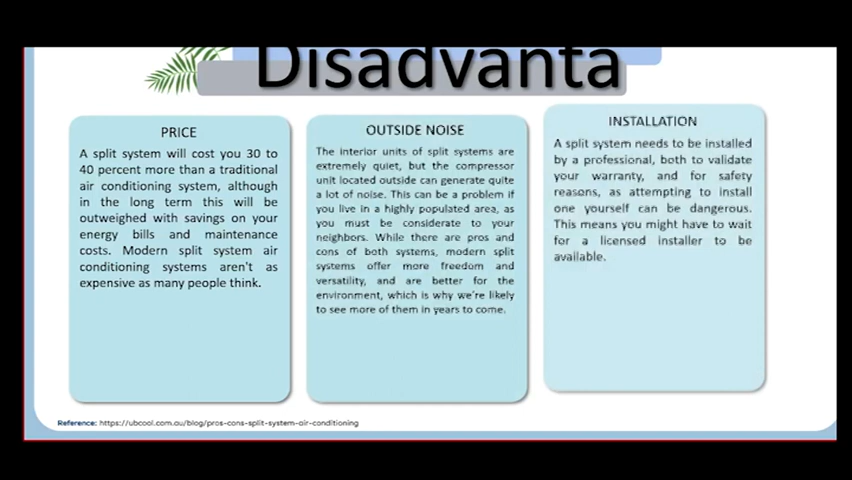 Disadvanta
PRICE
A split system will cost you 30 to
40 percent more than a traditional
air conditioning system, although
in the long term this will be
outweighed with savings on your
energy bills and maintenance
costs. Modern split system air
conditioning systems aren't as
expensive as many people think.
OUTSIDE NOISE
The interior units of split systems are
extremely quiet, but the compressor
unit located outside can generate quite
a lot of noise. This can be a problem if
you live in a highly populated area, as
you must be considerate to your
neighbors. While there are pros and
cons of both systems, modern split
systems offer more freedom and
versatility, and are better for the
environment, which is why we're likely
to see more of them in years to come.
INSTALLATION
A split system needs to be installed
by a professional, both to validate
your warranty, and for safety
reasons, as attempting to install
one yourself can be dangerous.
This means you might have to wait
for a licensed installer to be
available.
Reference: https://ubcool.com.au/blog/pros-cons-split-system-air-conditioning